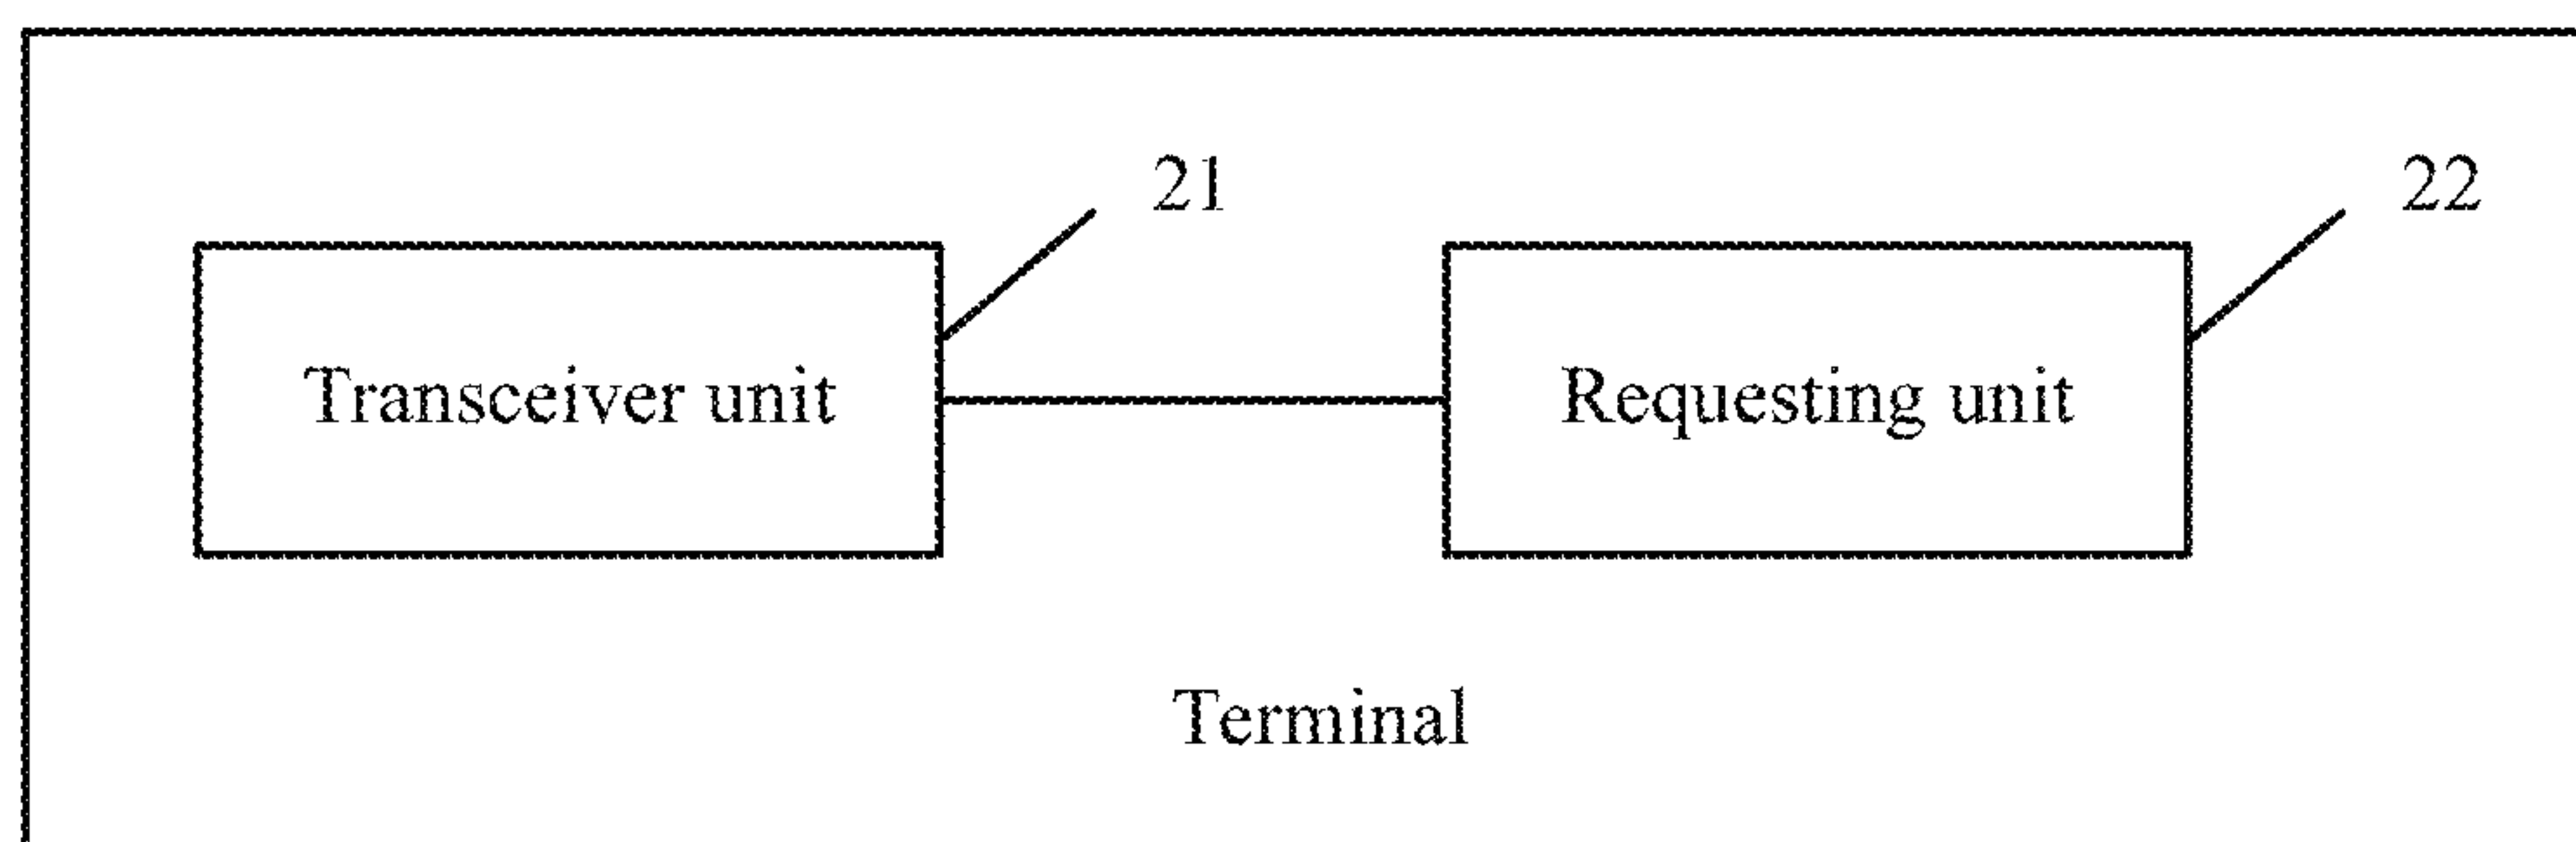 21
22
Transceiver unit
Requesting unit
Terminal